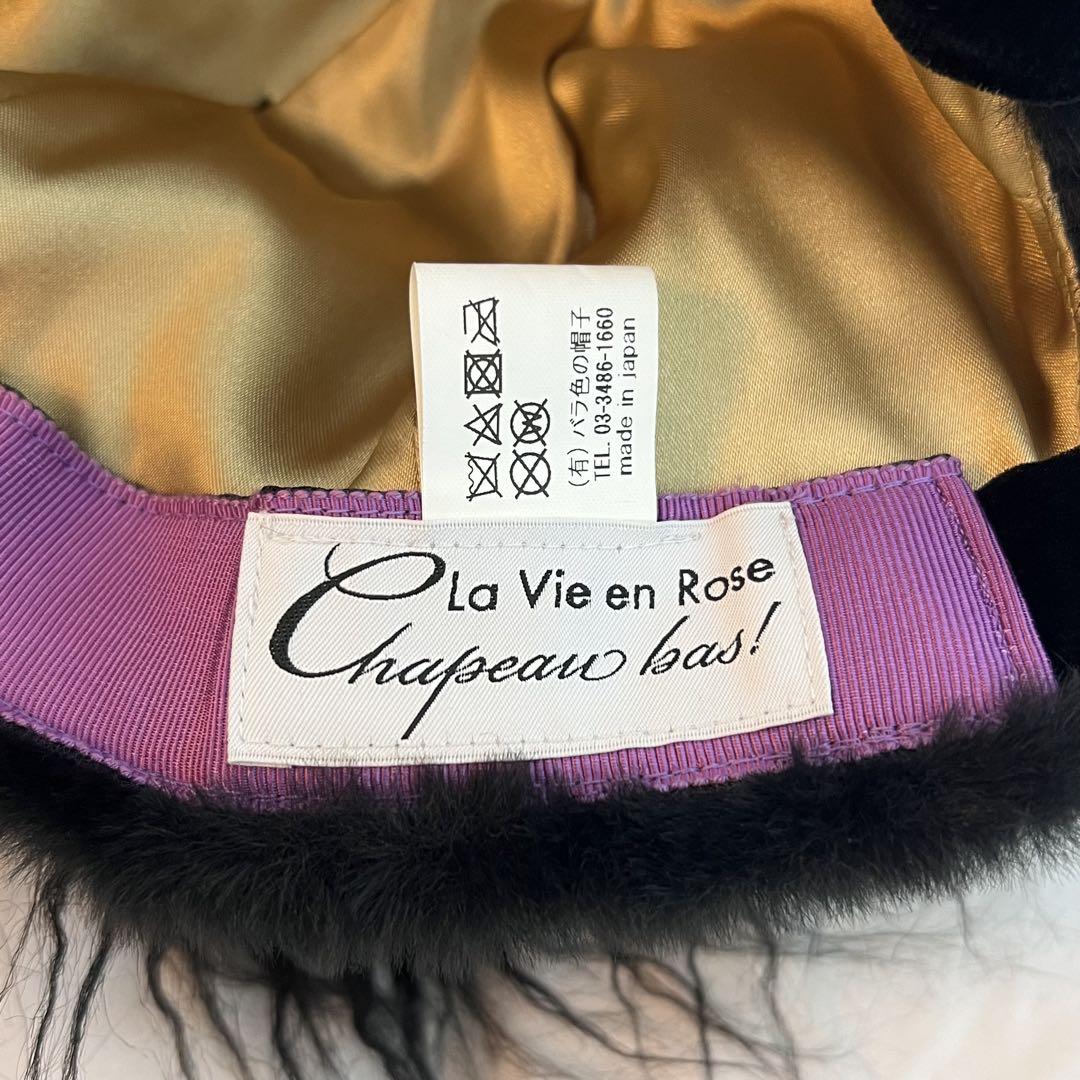 (有)バラ色の帽子
TEL. 03-3486-1660
made in japan
La Vie en Rose
Chapeau bas!